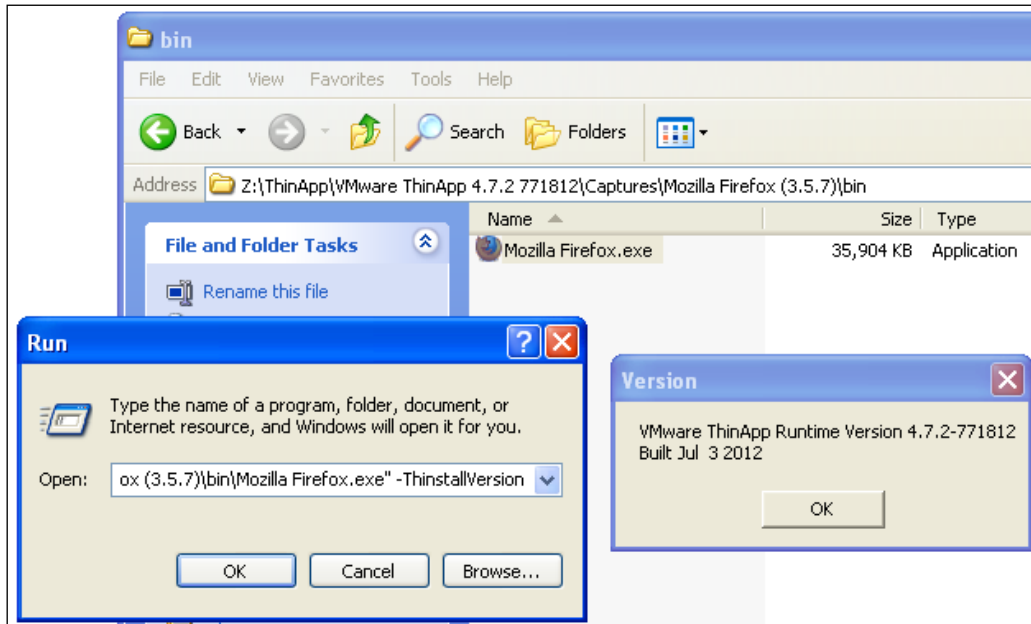 bin
File Edit View Favorites Tools Help
Back Search Folders
Address Z:\ThinApp\VMware ThinApp 4.7.2 771812\Captures\Mozilla Firefox (3.5.7)\bin
Name Size Type
File and Folder Tasks
Mozilla Firefox.exe 35,904 KB Application
Rename this file
Run
Type the name of a program, folder, document, or
Internet resource, and Windows will open it for you.
Open: ox (3.5.7)\bin\Mozilla Firefox.exe" -ThinstallVersion
OK Cancel Browse...
Version
VMware ThinApp Runtime Version 4.7.2-771812
Built Jul 3 2012
OK